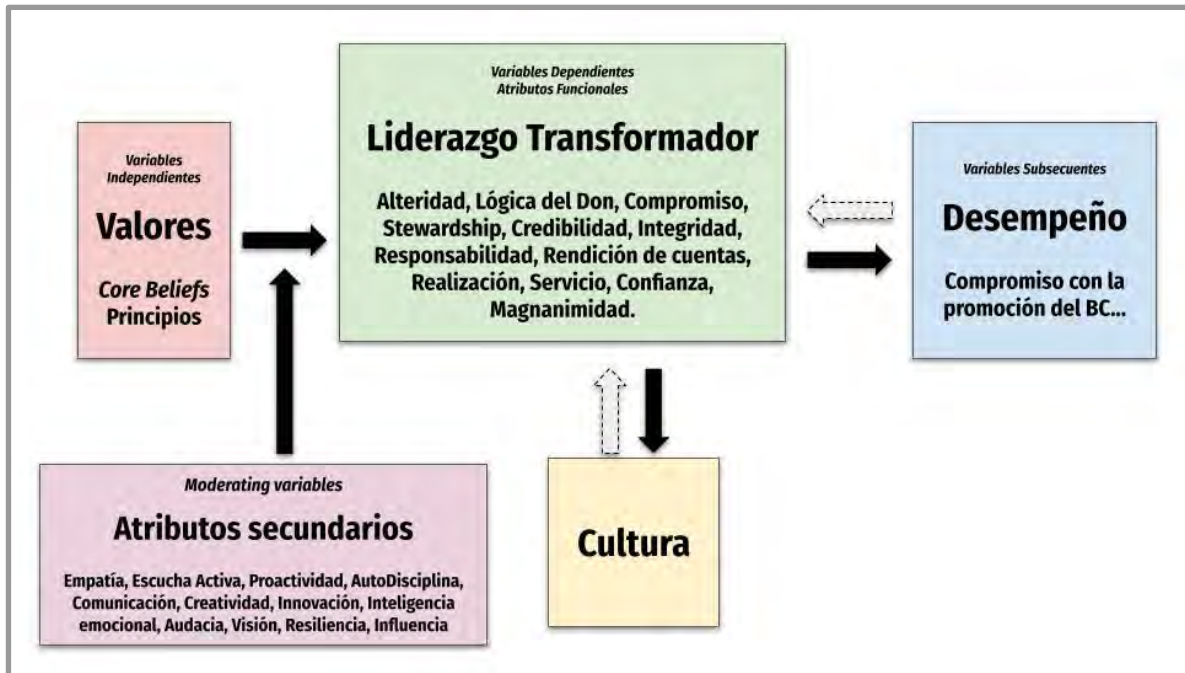 Variables
Independientes
Valores
Core Beliefs
Principios
Variables Dependientes
Atributos Funcionales
Liderazgo Transformador
Alteridad, Lógica del Don, Compromiso,
Stewardship, Credibilidad, Integridad,
Responsabilidad, Rendición de cuentas,
Realización, Servicio, Confianza,
Magnanimidad.
Variables Subsecuentes
Desempeño
Compromiso con la
promoción del BC...
Moderating variables
Atributos secundarios
Empatía, Escucha Activa, Proactividad, AutoDisciplina,
Comunicación, Creatividad, Innovación, Inteligencia
emocional, Audacia, Visión, Resiliencia, Influencia
Cultura